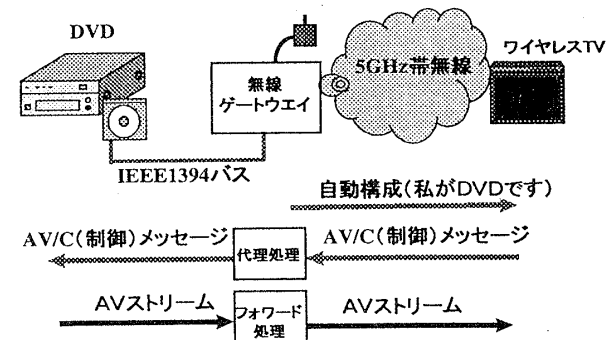 DVD
ワイヤレスTV
無線
ゲートウエイ
5GHz帯無線
IEEE1394バス
自動構成(私がDVDです)
AV/C(制御)メッセージ
代理処理
AV/C(制御)メッセージ
AVストリーム
フォワード
処理
AVストリーム